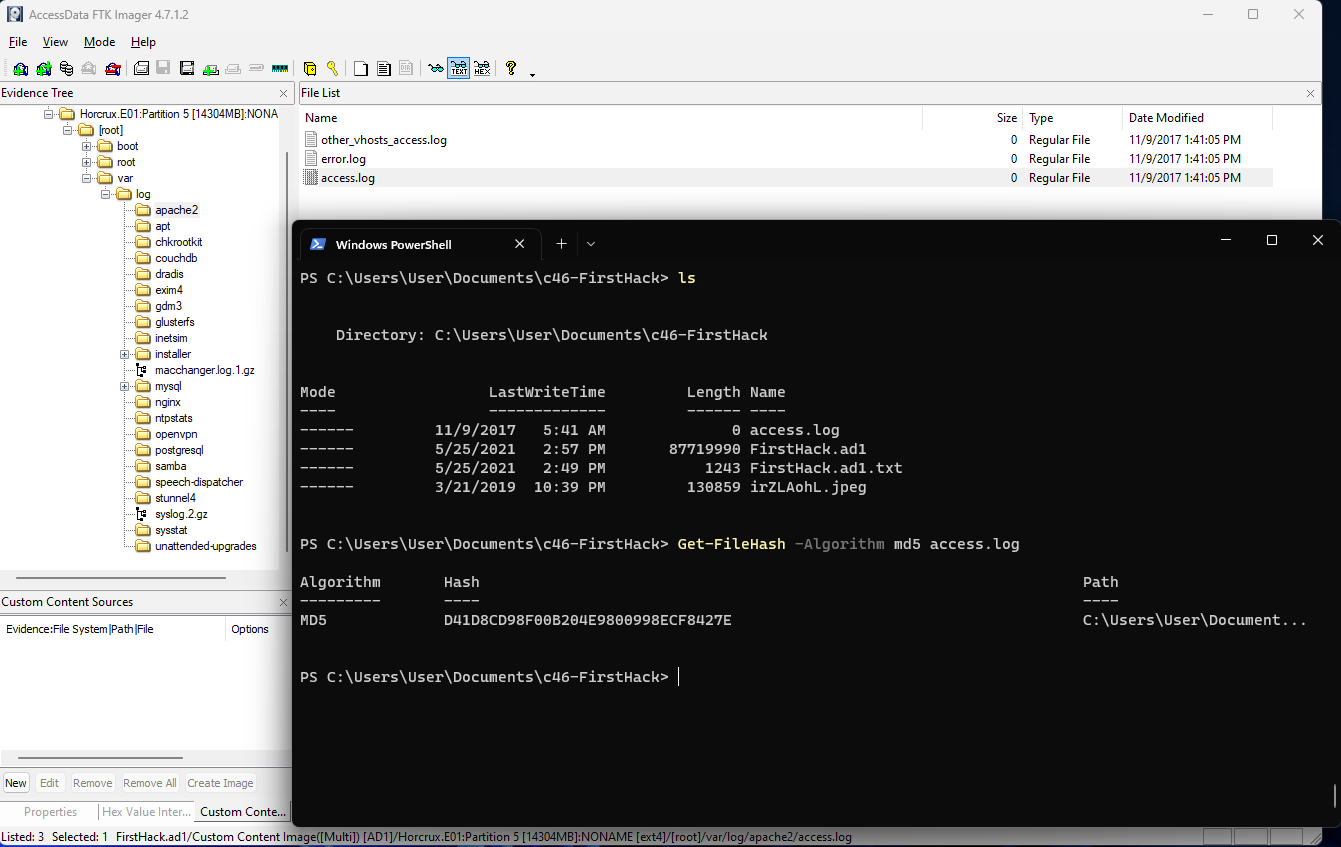 AccessData FTK Imager 4.7.1.2
File View Mode Help
Evidence Tree
Horcrux.E01:Partition 5 [14304MB]:NONA
[root]
boot
root
var
log
apache2
apt
chkrootkit
couchdb
dradis
exim4
gdm3
glusterfs
inetsim
installer
macchanger.log.1.gz
mysql
nginx
ntpstats
openvpn
postgresql
samba
speech-dispatcher
stunnel4
syslog.2.gz
sysstat
unattended-upgrades
File List
Name Size Type Date Modified
other_vhosts_access.log 0 Regular File 11/9/2017 1:41:05 PM
error.log 0 Regular File 11/9/2017 1:41:05 PM
access.log 0 Regular File 11/9/2017 1:41:05 PM
Windows PowerShell
PS C:\Users\User\Documents\c46-FirstHack> ls
Directory: C:\Users\User\Documents\c46-FirstHack
Mode LastWriteTime Length Name
---- ------------- ------ ----
------ 11/9/2017 5:41 AM 0 access.log
------ 5/25/2021 2:57 PM 87719990 FirstHack.ad1
------ 5/25/2021 2:49 PM 1243 FirstHack.ad1.txt
------ 3/21/2019 10:39 PM 130859 irZLAohL.jpeg
PS C:\Users\User\Documents\c46-FirstHack> Get-FileHash -Algorithm md5 access.log
Algorithm Hash Path
--------- ---- ----
MD5 D41D8CD98F00B204E9800998ECF8427E C:\Users\User\Document...
PS C:\Users\User\Documents\c46-FirstHack>
Custom Content Sources
Evidence:File System|Path|File Options
New Edit Remove Remove All Create Image
Properties Hex Value Inter... Custom Conte...
Listed: 3 Selected: 1 FirstHack.ad1/Custom Content Image([Multi]) [AD1]/Horcrux.E01:Partition 5 [14304MB]:NONAME [ext4]/[root]/var/log/apache2/access.log